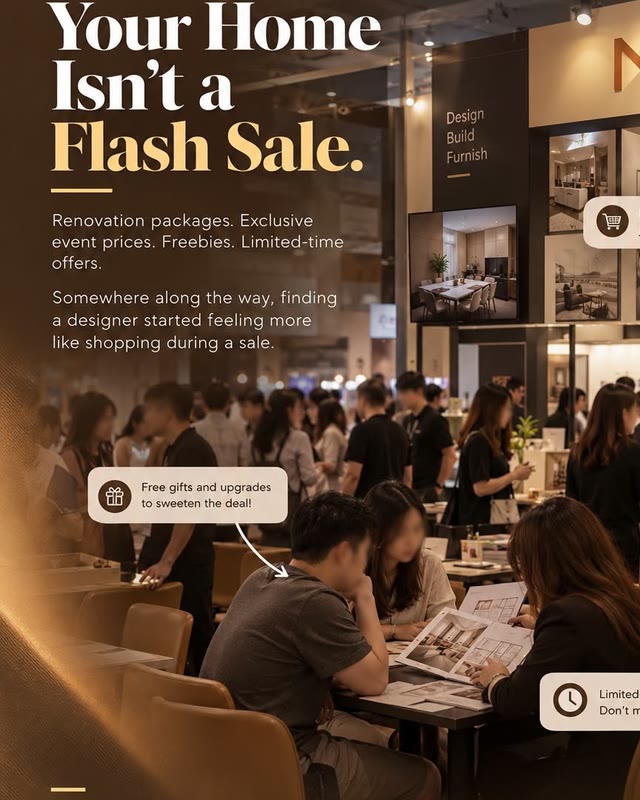 Your Home
Isn't a
Flash Sale.
Renovation packages. Exclusive
event prices. Freebies. Limited-time
offers.
Somewhere along the way, finding
a designer started feeling more
like shopping during a sale.
Design
Build
Furnish
Free gifts and upgrades
to sweeten the deal!
Limited
Don't m